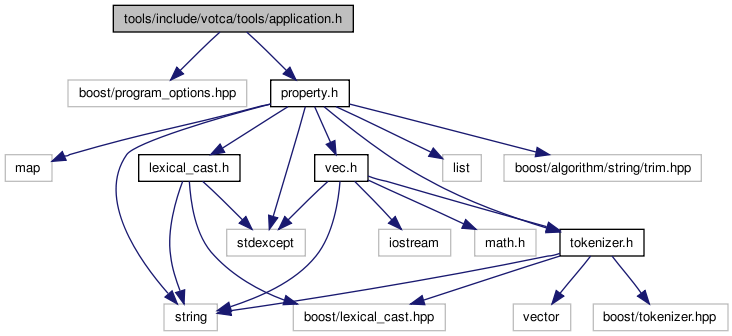 tools/include/votca/tools/application.h
boost/program_options.hpp
property.h
map
lexical_cast.h
vec.h
list
boost/algorithm/string/trim.hpp
stdexcept
iostream
math.h
tokenizer.h
string
boost/lexical_cast.hpp
vector
boost/tokenizer.hpp